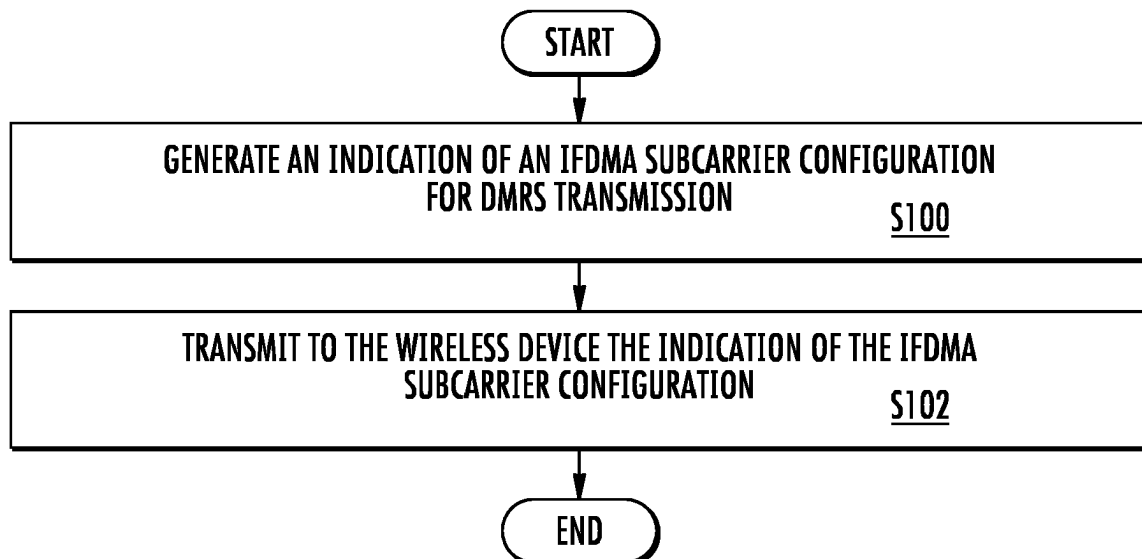 START
GENERATE AN INDICATION OF AN IFDMA SUBCARRIER CONFIGURATION
FOR DMRS TRANSMISSION
S100
TRANSMIT TO THE WIRELESS DEVICE THE INDICATION OF THE IFDMA
SUBCARRIER CONFIGURATION
S102
END